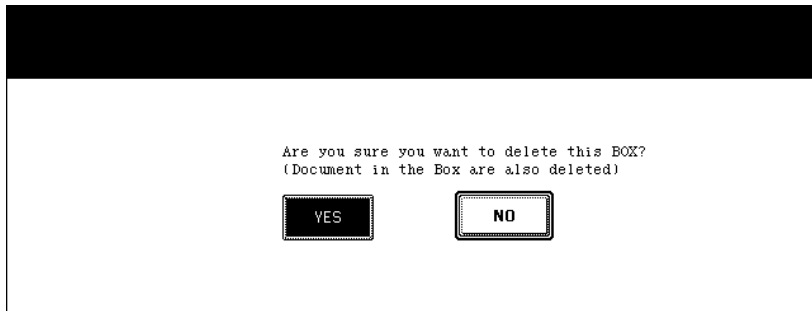 Are you sure you want to delete this BOX?
(Document in the Box are also deleted)
YES NO